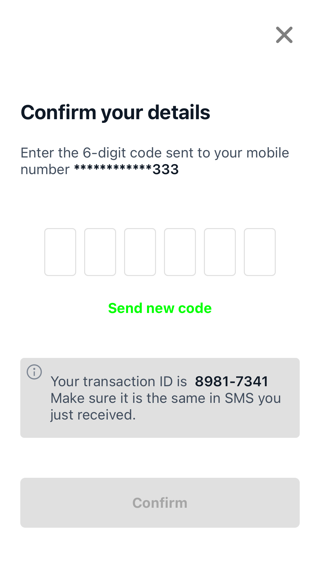 Confirm your details
Enter the 6-digit code sent to your mobile
number ************333
Send new code
Your transaction ID is 8981-7341
Make sure it is the same in SMS you
just received.
Confirm